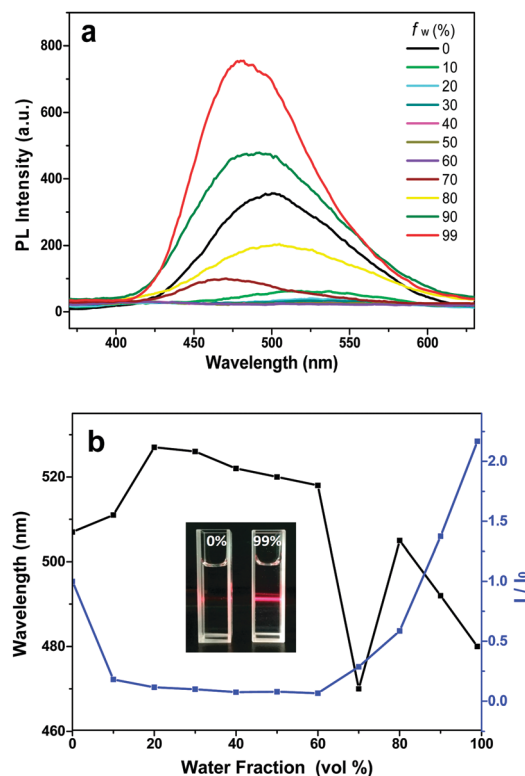 a
f w (%)
0
10
20
30
40
50
60
70
80
90
99
800
600
400
200
0
PL Intensity (a.u.)
400 450 500 550 600
Wavelength (nm)
b
0% 99%
520
500
480
460
Wavelength (nm)
2.0
1.5
1.0
0.5
0.0
I / I0
0 20 40 60 80 100
Water Fraction (vol %)